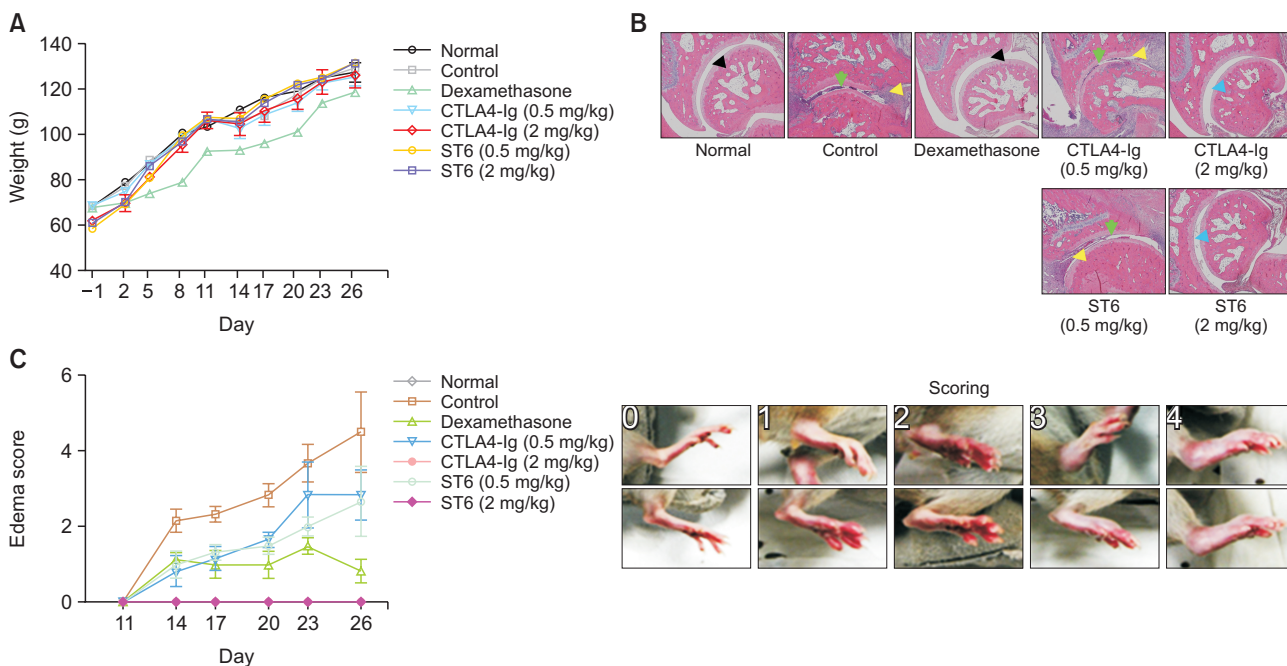 A
Weight (g)
140
120
100
80
60
40
−1 2 5 8 11 14 17 20 23 26
Day
Normal
Control
Dexamethasone
CTLA4-Ig (0.5 mg/kg)
CTLA4-Ig (2 mg/kg)
ST6 (0.5 mg/kg)
ST6 (2 mg/kg)
B
Normal
Control
Dexamethasone
CTLA4-Ig
(0.5 mg/kg)
CTLA4-Ig
(2 mg/kg)
ST6
(0.5 mg/kg)
ST6
(2 mg/kg)
C
Edema score
6
4
2
0
11 14 17 20 23 26
Day
Normal
Control
Dexamethasone
CTLA4-Ig (0.5 mg/kg)
CTLA4-Ig (2 mg/kg)
ST6 (0.5 mg/kg)
ST6 (2 mg/kg)
Scoring
0 1 2 3 4